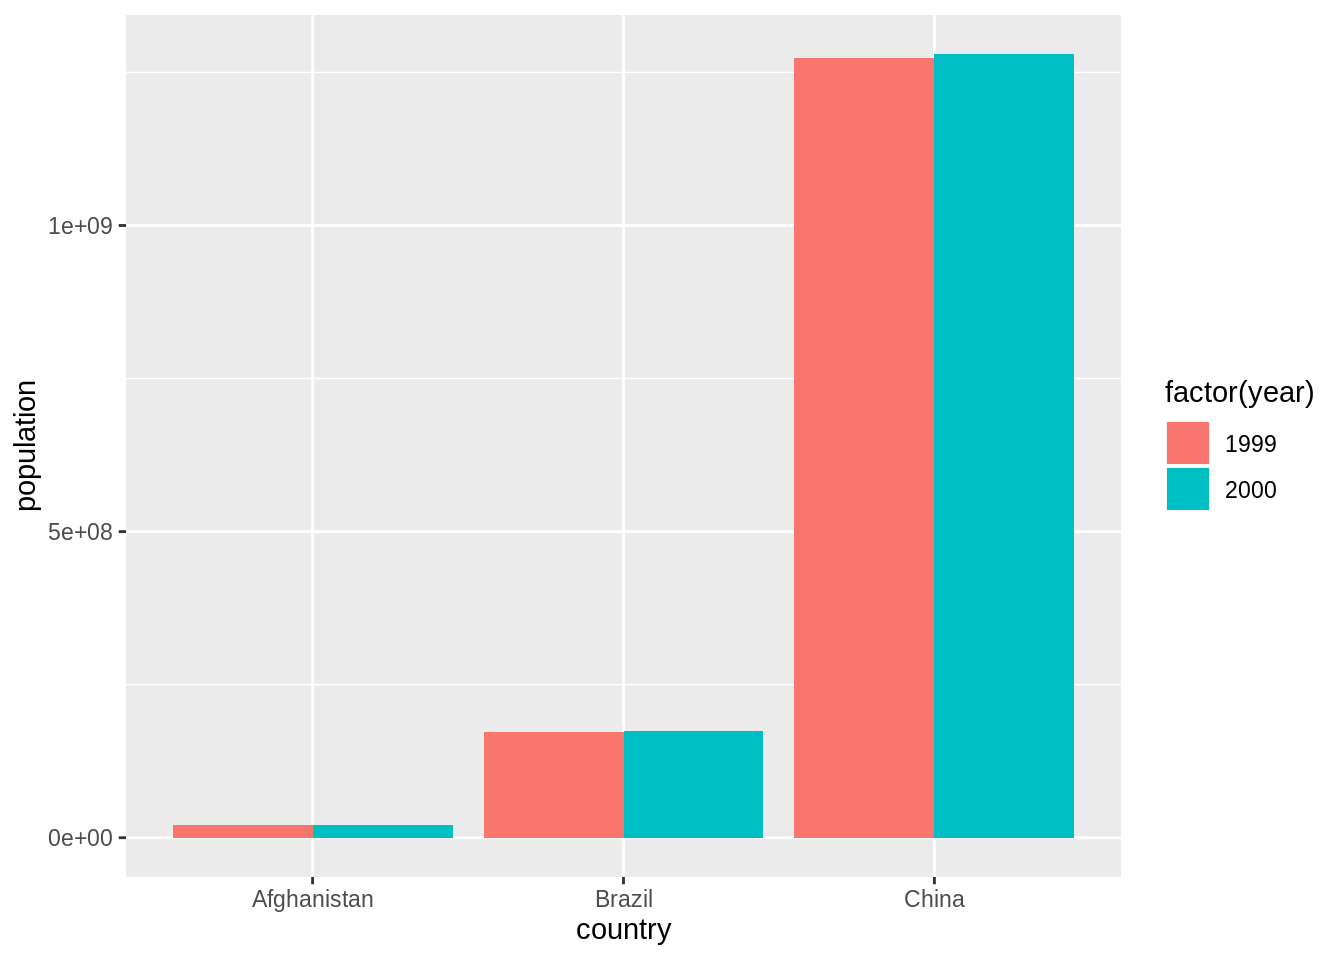 1e+09
5e+08
0e+00
population
Afghanistan
Brazil
China
country
factor(year)
1999
2000